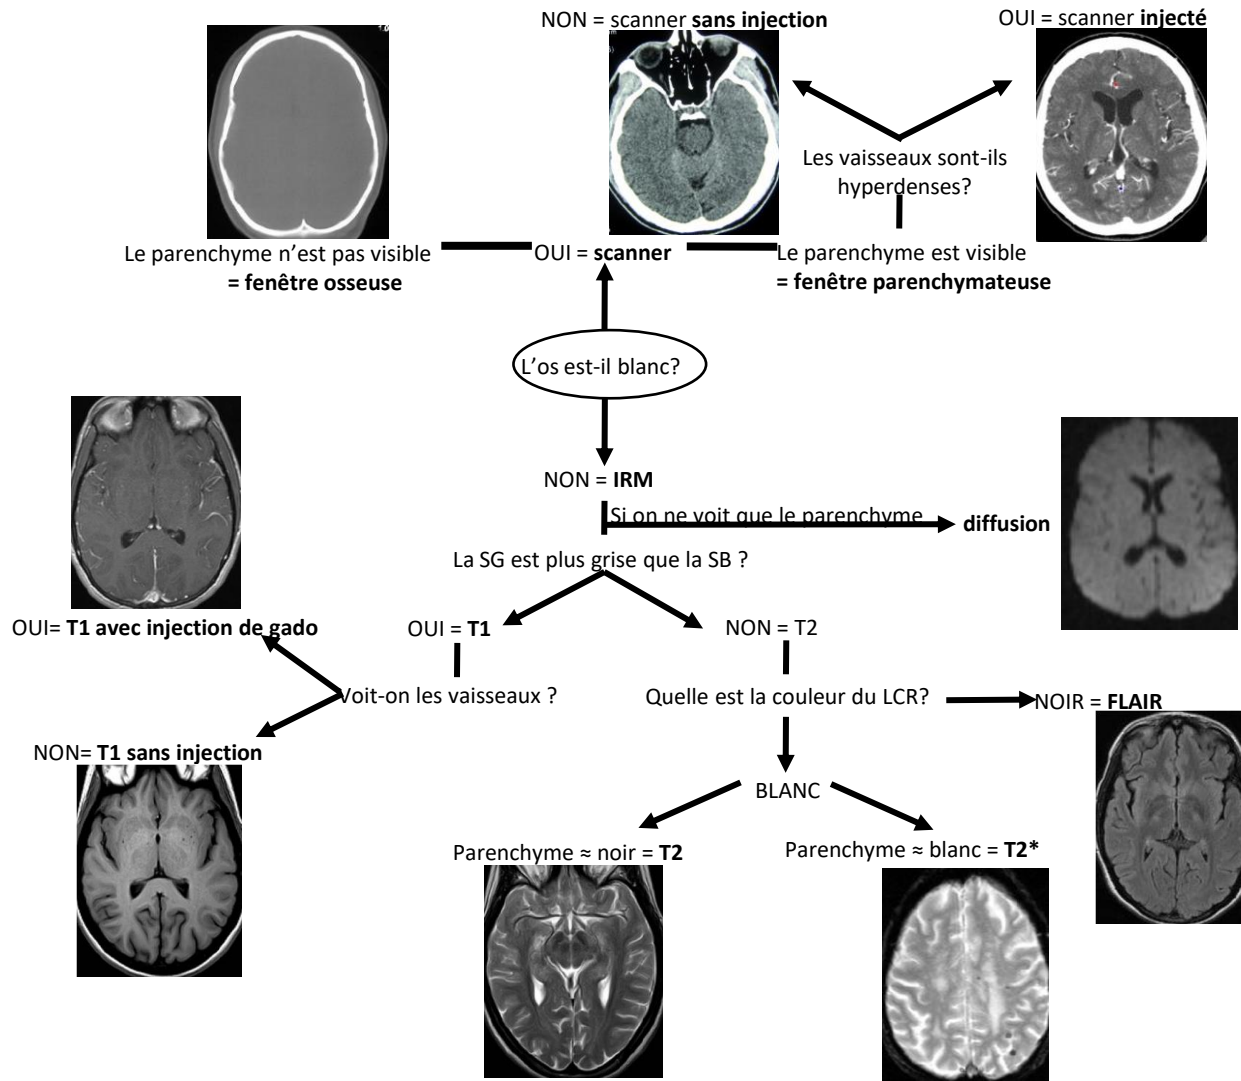 NON = scanner sans injection
OUI = scanner injecté
Les vaisseaux sont-ils
hyperdenses?
Le parenchyme n'est pas visible
= fenêtre osseuse
OUI = scanner
Le parenchyme est visible
= fenêtre parenchymateuse
L'os est-il blanc?
NON = IRM
Si on ne voit que le parenchyme
diffusion
La SG est plus grise que la SB ?
OUI= T1 avec injection de gado
OUI = T1
NON = T2
Voit-on les vaisseaux ?
Quelle est la couleur du LCR?
NOIR = FLAIR
NON= T1 sans injection
BLANC
Parenchyme ≈ noir = T2
Parenchyme ≈ blanc = T2*